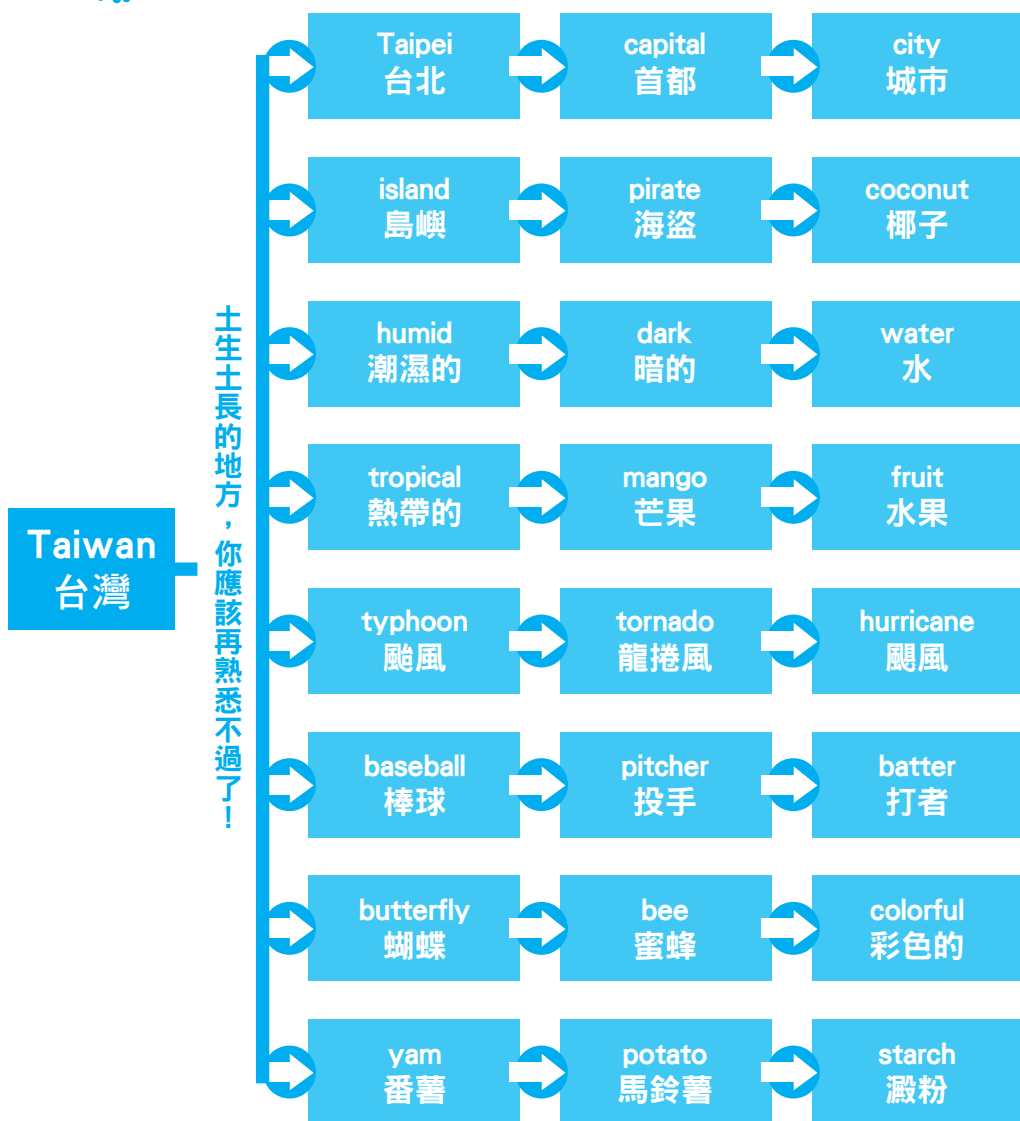 Taiwan
台灣
土生土長的地方，你應該再熟悉不過了！
Taipei
台北
capital
首都
city
城市
island
島嶼
pirate
海盜
coconut
椰子
humid
潮濕的
dark
暗的
water
水
tropical
熱帶的
mango
芒果
fruit
水果
typhoon
颱風
tornado
龍捲風
hurricane
颶風
baseball
棒球
pitcher
投手
batter
打者
butterfly
蝴蝶
bee
蜜蜂
colorful
彩色的
yam
番薯
potato
馬鈴薯
starch
澱粉